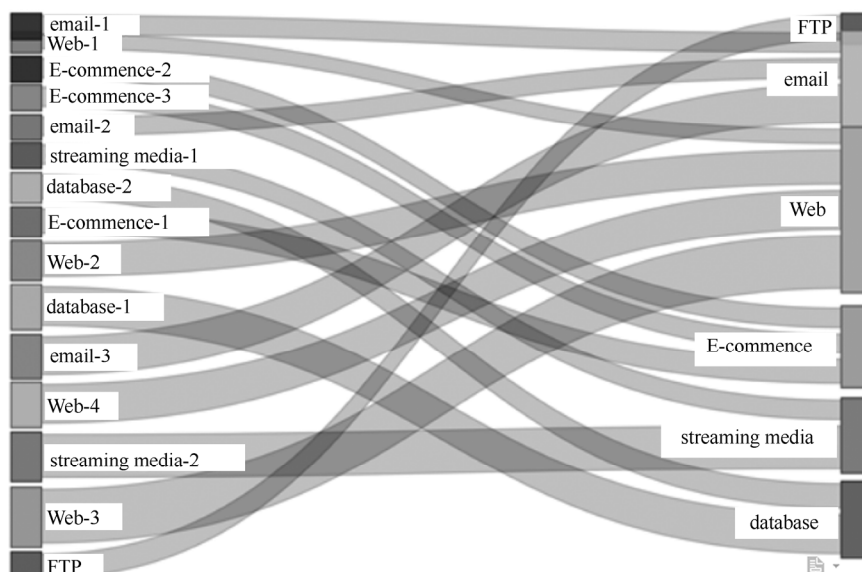 email-1
Web-1
E-commence-2
E-commence-3
email-2
streaming media-1
database-2
E-commence-1
Web-2
database-1
email-3
Web-4
streaming media-2
Web-3
FTP
FTP
email
Web
E-commence
streaming media
database